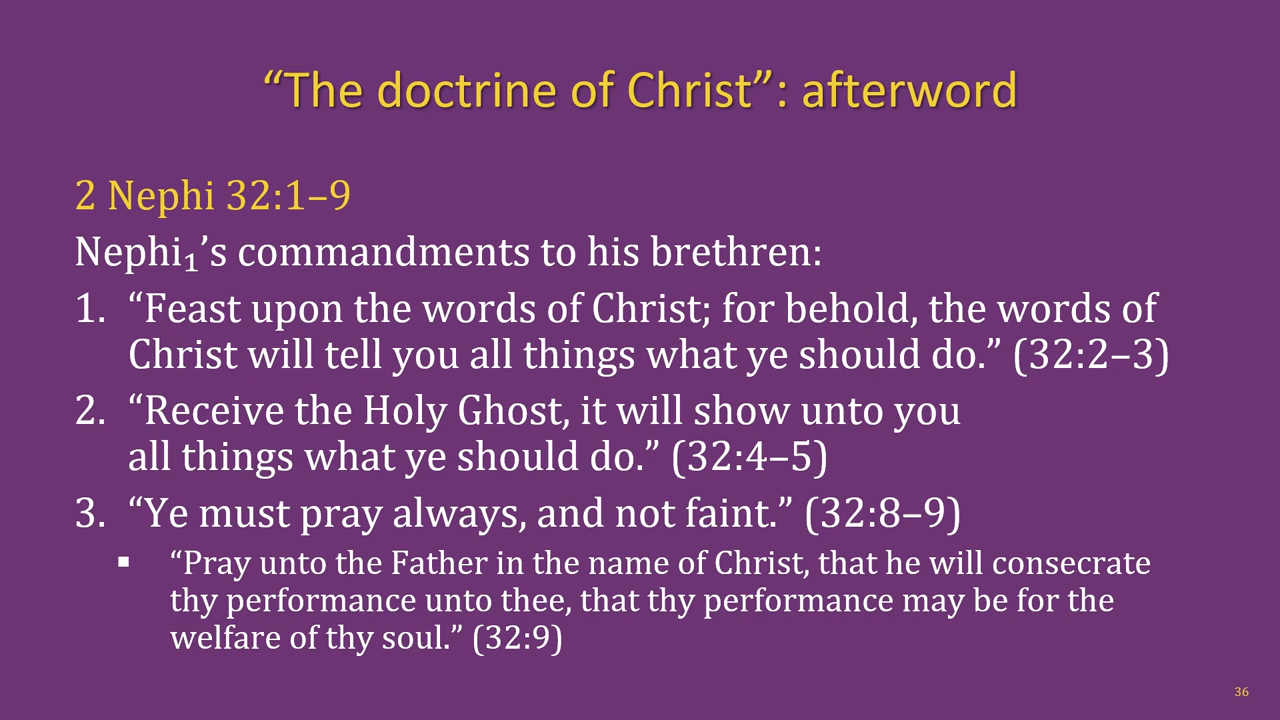 “The doctrine of Christ”: afterword
2 Nephi 32:1–9
Nephi₁’s commandments to his brethren:
1. “Feast upon the words of Christ; for behold, the words of
Christ will tell you all things what ye should do.” (32:2–3)
2. “Receive the Holy Ghost, it will show unto you
all things what ye should do.” (32:4–5)
3. “Ye must pray always, and not faint.” (32:8–9)
▪ “Pray unto the Father in the name of Christ, that he will consecrate
thy performance unto thee, that thy performance may be for the
welfare of thy soul.” (32:9)
36